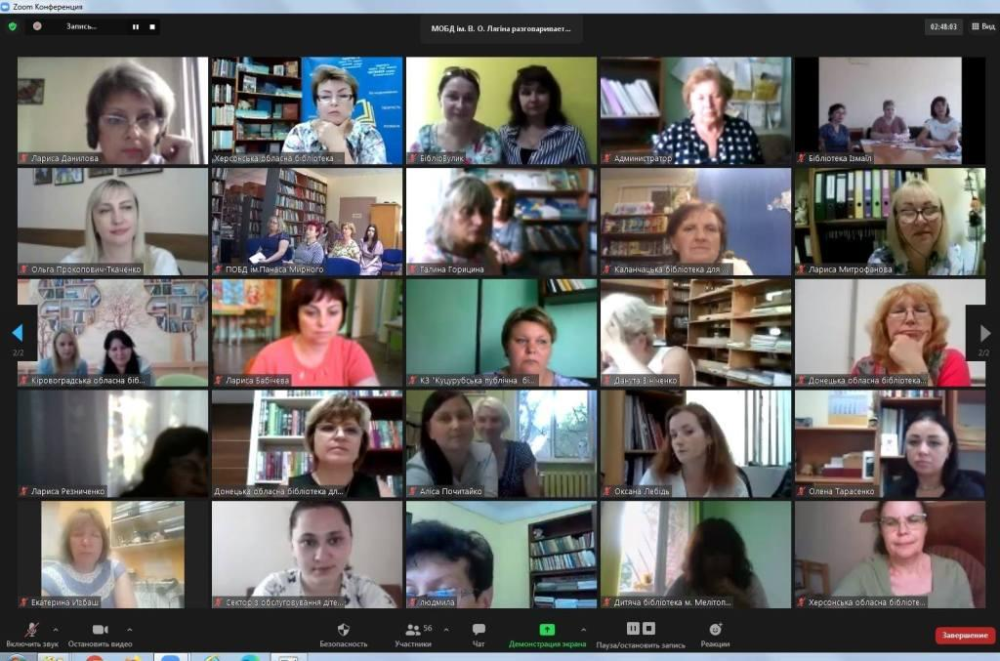 Zoom Конференция
Запись...
МОБД ім. В. О. Лягіна разговаривает...
02:48:03
Вид
Лариса Данилова
Херсонська обласна бібліотека ...
БібліоВулик
Администратор
Бібліотека Ізмаїл
Ольга Прокопович-Ткаченко
ПОБД ім.Панаса Мирного
Галина Горицина
Каланчацька бібліотека для ...
Лариса Митрофанова
2/2
2/2
Кіровоградська обласна біб...
Лариса Бабічева
КЗ "Куцурубська публічна бі...
Данута Вініченко
Донецька обласна бібліотека...
Лариса Резниченко
Донецька обласна бібліотека дл...
Аліса Почитайко
Оксана Лебідь
Олена Тарасенко
Екатерина Избаш
Сектор з обслуговування діте...
людмила
Дитяча бібліотека м. Мелітоп...
Херсонська обласна бібліоте...
Включить звук
Остановить видео
Безопасность
56
Участники
Чат
Демонстрация экрана
Пауза/остановить запись
Реакции
Завершение